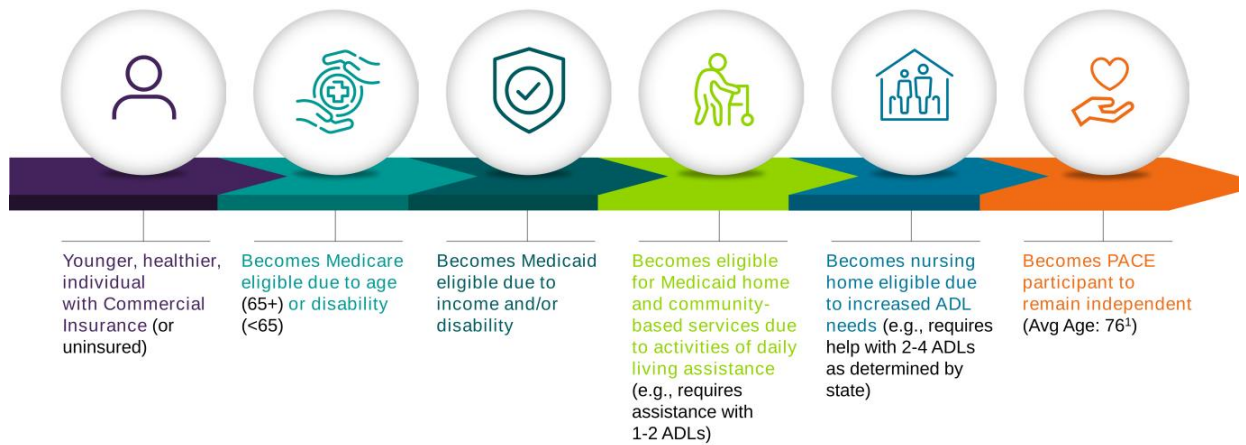 Younger, healthier,
individual
with Commercial
Insurance (or
uninsured)
Becomes Medicare
eligible due to age
(65+) or disability
(<65)
Becomes Medicaid
eligible due to
income and/or
disability
Becomes eligible
for Medicaid home
and community-
based services due
to activities of daily
living assistance
(e.g., requires
assistance with
1-2 ADLs)
Becomes nursing
home eligible due
to increased ADL
needs (e.g., requires
help with 2-4 ADLs
as determined by
state)
Becomes PACE
participant to
remain independent
(Avg Age: 76¹)